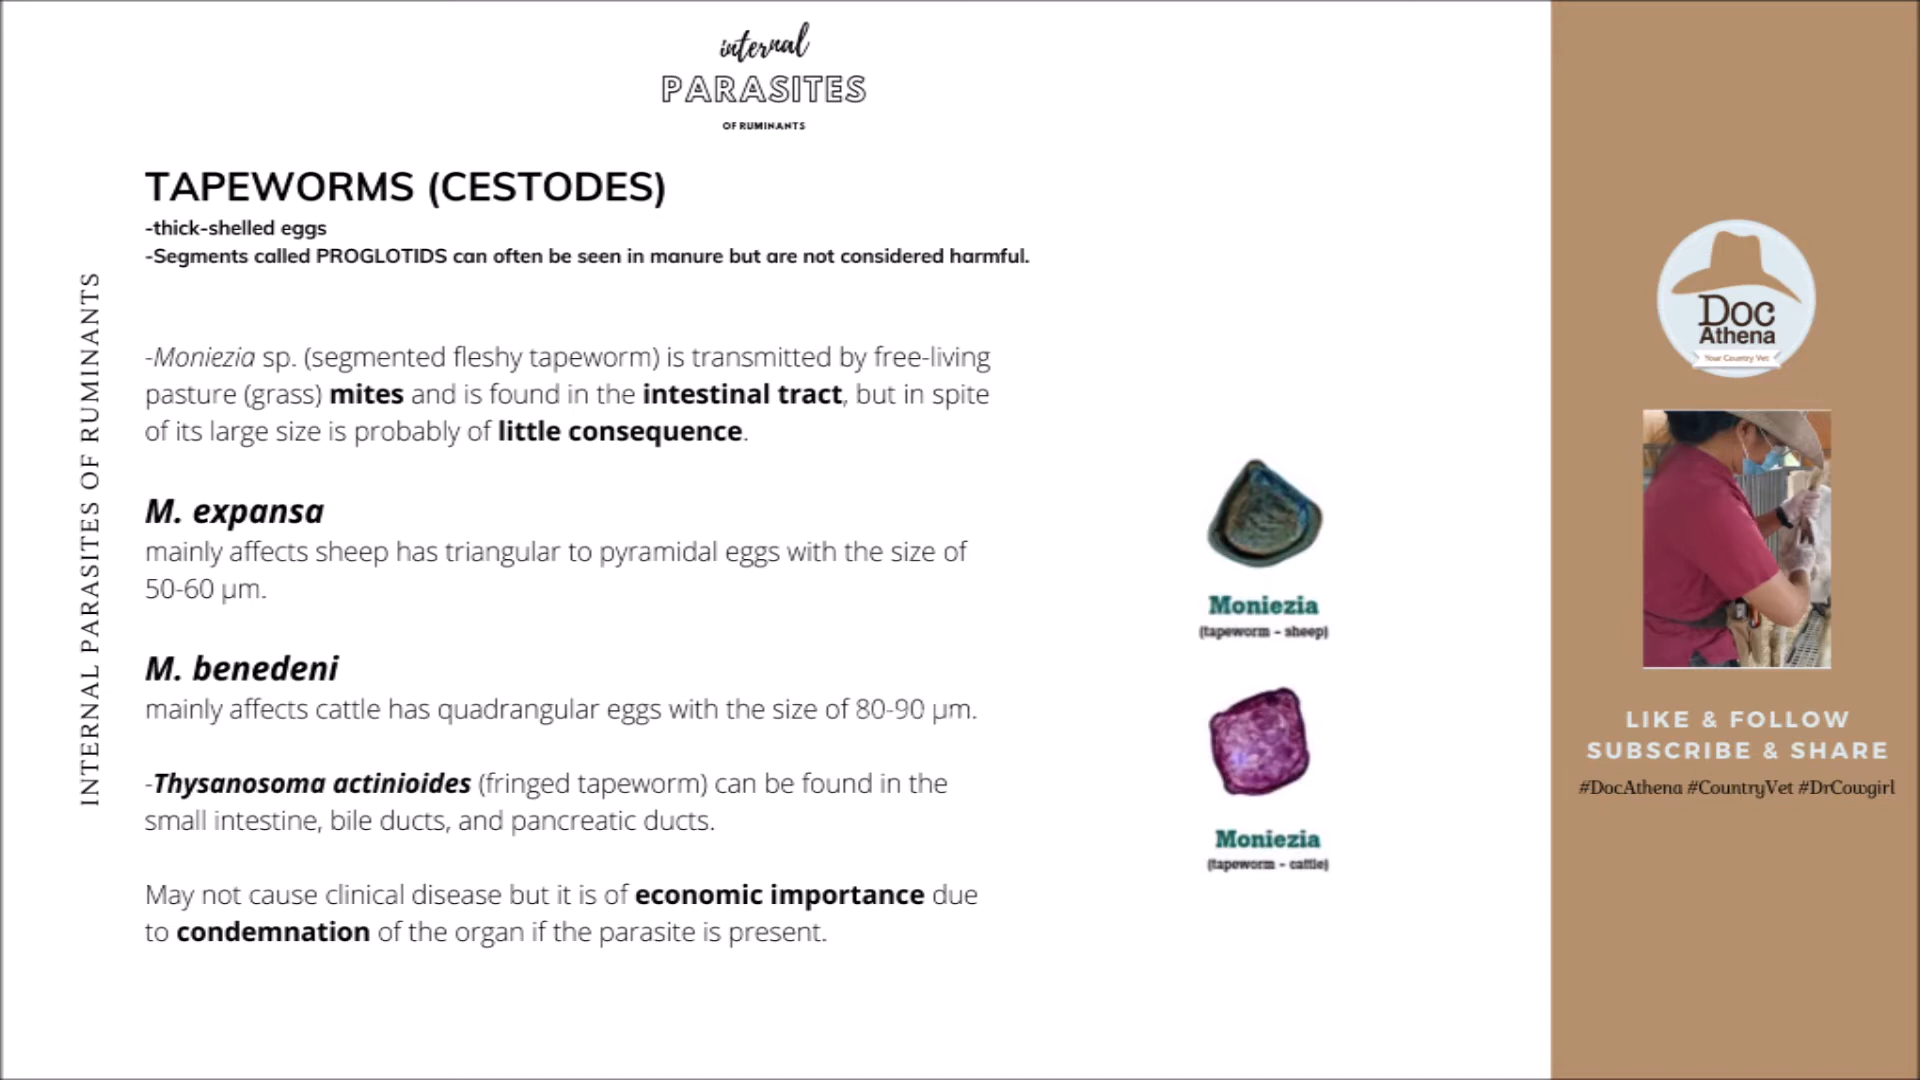 internal
PARASITES
OF RUMINANTS
TAPEWORMS (CESTODES)
-thick-shelled eggs
-Segments called PROGLOTIDS can often be seen in manure but are not considered harmful.
INTERNAL PARASITES OF RUMINANTS
-Moniezia sp. (segmented fleshy tapeworm) is transmitted by free-living
pasture (grass) mites and is found in the intestinal tract, but in spite
of its large size is probably of little consequence.
M. expansa
mainly affects sheep has triangular to pyramidal eggs with the size of
50-60 µm.
M. benedeni
mainly affects cattle has quadrangular eggs with the size of 80-90 µm.
-Thysanosoma actinioides (fringed tapeworm) can be found in the
small intestine, bile ducts, and pancreatic ducts.
May not cause clinical disease but it is of economic importance due
to condemnation of the organ if the parasite is present.
Moniezia
(tapeworm - sheep)
Moniezia
(tapeworm - cattle)
Doc
Athena
Your Country Vet
LIKE & FOLLOW
SUBSCRIBE & SHARE
#DocAthena #CountryVet #DrCowgirl